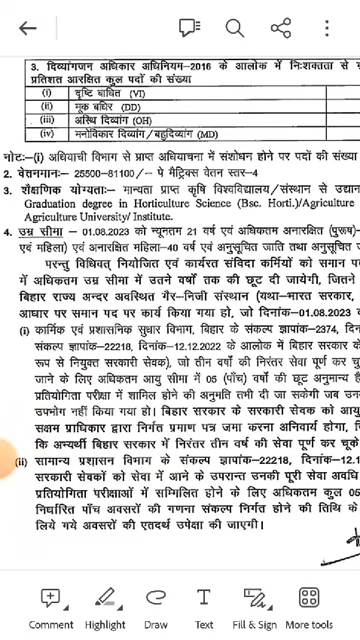 3. दिव्यांगजन अधिकार अधिनियम-2016 के आलोक में निःशक्तता से
प्रतिशत आरक्षित कुल पदों की संख्या
(i) दृष्टि बाधित (VI)
(ii) मूक बधिर (DD)
(iii) अस्थि दिव्यांग (OH)
(iv) मनोविकार दिव्यांग/बहुदिव्यांग (MD)
नोटः-(i) अधियाची विभाग से प्राप्त अधियाचना में संशोधन होने पर पदों की संख्या
2. वेतनमानः- 25500-81100/- पे मैट्रिक्स वेतन स्तर-4
3. शैक्षणिक योग्यताः- मान्यता प्राप्त कृषि विश्वविद्यालय/संस्थान से उद्यान
Graduation degree in Horticulture Science (Bsc. Horti.)/Agriculture
Agriculture University/ Institute.
4. उम्र सीमा - 01.08.2023 को न्यूनतम 21 वर्ष एवं अधिकतम अनारक्षित (पुरूष)-
एवं महिला) एवं अनारक्षित महिला-40 वर्ष एवं अनुसूचित जाति तथा अनुसूचित
परन्तु विधिवत् नियोजित एवं कार्यरत संविदा कर्मियों को समान पद
में अधिकतम उम्र सीमा में उतने वर्षों तक की छूट दी जायेगी, जितने
बिहार राज्य अन्दर अवस्थित गैर-निजी संस्थान (यथा-भारत सरकार,
आधार पर समान पद पर कार्य किया गया हो, जो दिनांक-01.08.2023
(i) कार्मिक एवं प्रशासनिक सुधार विभाग, बिहार के संकल्प ज्ञापांक-2374,
संकल्प ज्ञापांक-22218, दिनांक-12.12.2022 के आलोक में बिहार सरकार के
रूप से नियुक्त सरकारी सेवक), जो तीन वर्षों की निरंतर सेवा पूर्ण कर
जाने के लिए अधिकतम आयु सीमा में 05 (पाँच) वर्षों की छूट अनुमान्य
प्रतियोगिता परीक्षा में शामिल होने की अनुमति तभी दी जा सकेगी जब
उपभोग नहीं किया गया हो। बिहार सरकार के सरकारी सेवक को आयु
सक्षम प्राधिकार द्वारा निर्गत प्रमाण पत्र जमा करना अनिवार्य होगा,
कि अभ्यर्थी बिहार सरकार में निरंतर तीन वर्ष की सेवा पूर्ण कर चूके
(ii) सामान्य प्रशासन विभाग के संकल्प ज्ञापांक-22218, दिनांक-12.1
सरकारी सेवकों को सेवा में आने के उपरान्त उनकी पूरी सेवा अवधि
प्रतियोगिता परीक्षाओं में सम्मिलित होने के लिए अधिकतम कुल 05
निर्धारित पाँच अवसरों की गणना संकल्प निर्गत होने की तिथि के
लिये गये अवसरों की एतदर्थ उपेक्षा की जाएगी।
Comment Highlight Draw Text Fill & Sign More tools